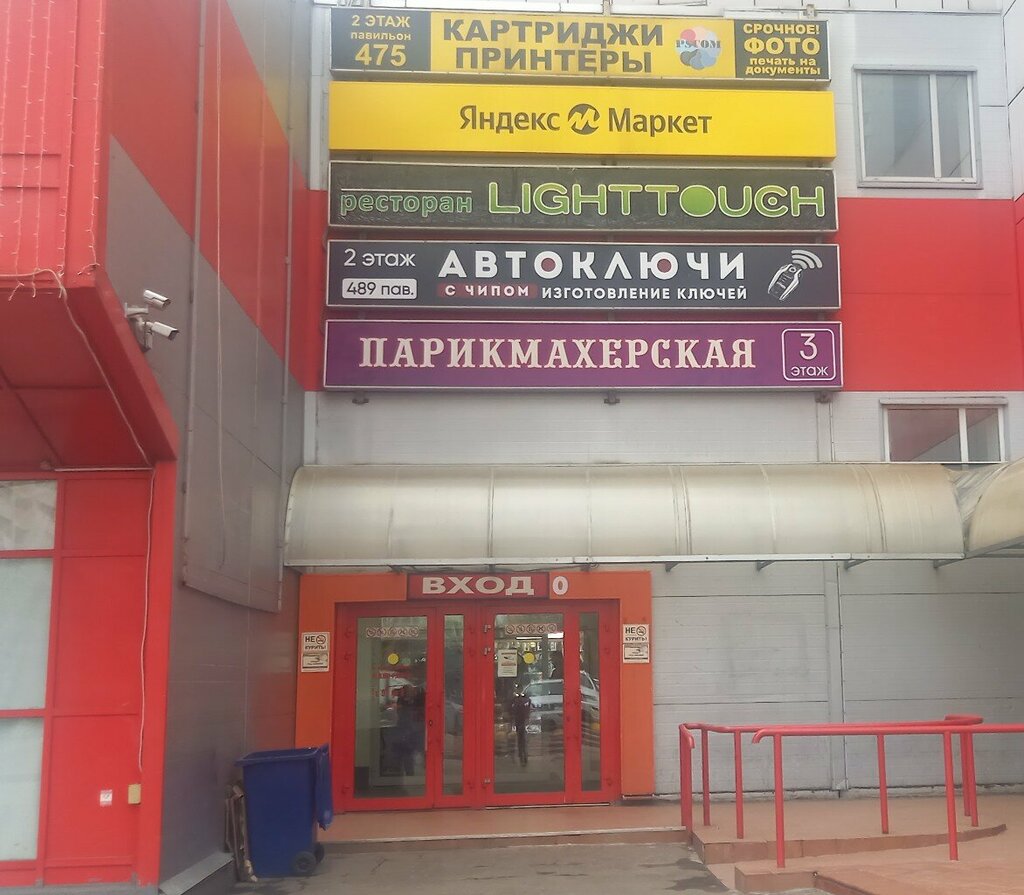 2 ЭТАЖ
павильон
475
КАРТРИДЖИ
ПРИНТЕРЫ
PSCOM
СРОЧНОЕ!
ФОТО
печать на
документы
Яндекс Маркет
ресторан LIGHTTOUCH
2 этаж
489 пав.
АВТОКЛЮЧИ
С ЧИПОМ ИЗГОТОВЛЕНИЕ КЛЮЧЕЙ
ПАРИКМАХЕРСКАЯ
3
этаж
ВХОД 0
НЕ
КУРИТЬ!
НЕ
КУРИТЬ!